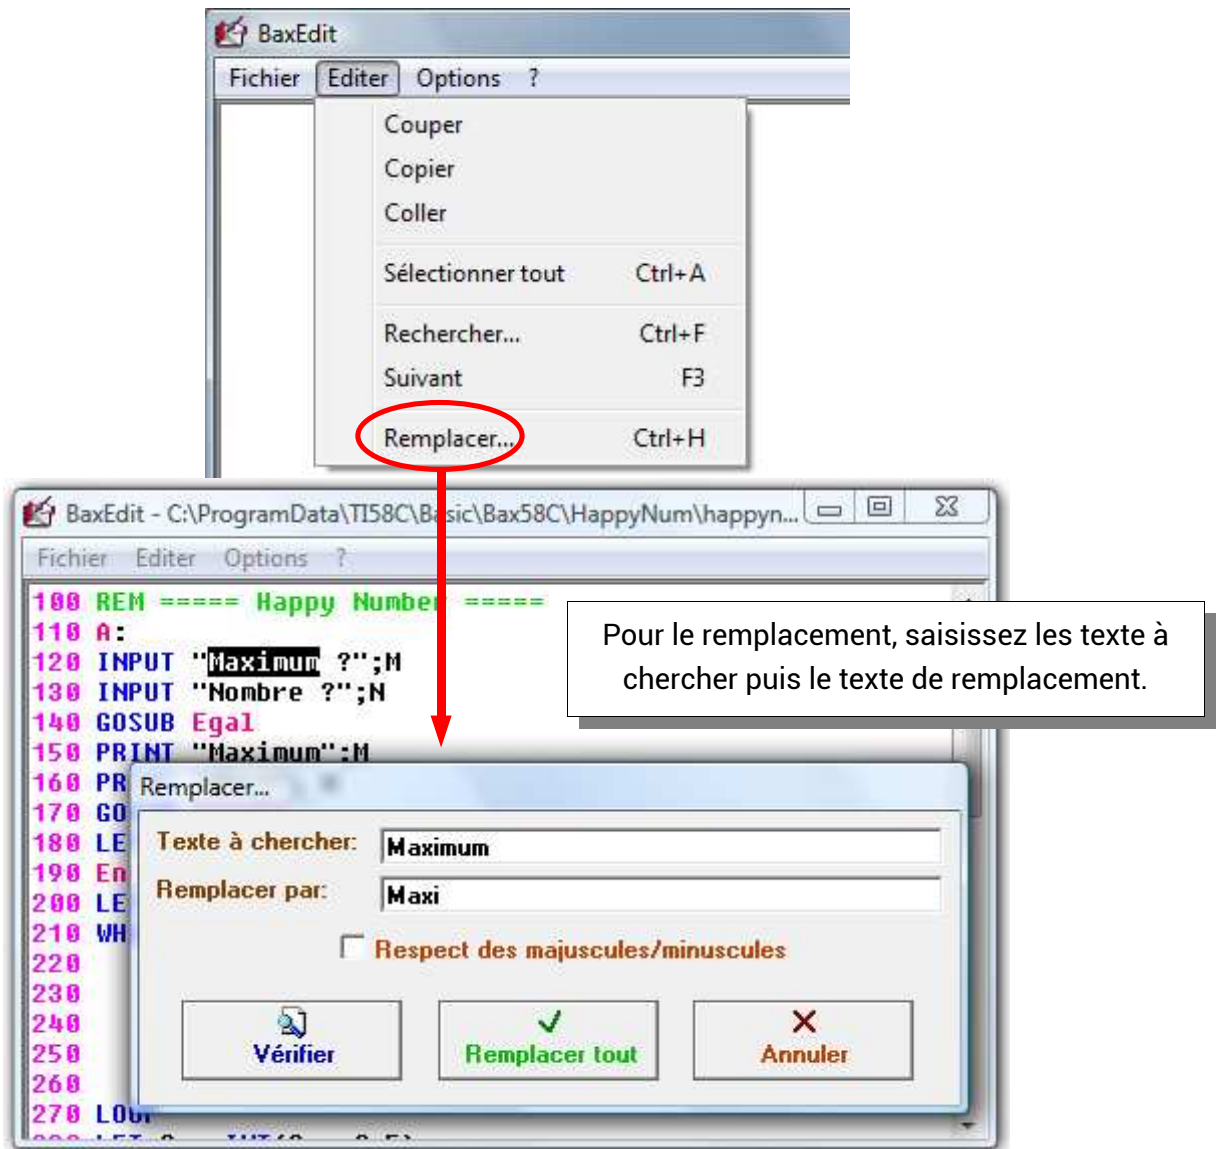 BaxEdit
Fichier Editer Options ?
Couper
Copier
Coller
Sélectionner tout Ctrl+A
Rechercher... Ctrl+F
Suivant F3
Remplacer... Ctrl+H
BaxEdit - C:\ProgramData\TI58C\Basic\Bax58C\HappyNum\happyn...
Fichier Editer Options ?
100 REM ===== Happy Number =====
110 A:
120 INPUT "Maximum ?";M
130 INPUT "Nombre ?";N
140 GOSUB Egal
150 PRINT "Maximum";M
Pour le remplacement, saisissez les texte à
chercher puis le texte de remplacement.
160 PR
170 GO
180 LE
190 En
200 LE
210 WH
220
230
240
250
260
270 LOOP
Remplacer...
Texte à chercher: Maximum
Remplacer par: Maxi
Respect des majuscules/minuscules
Vérifier Remplacer tout Annuler